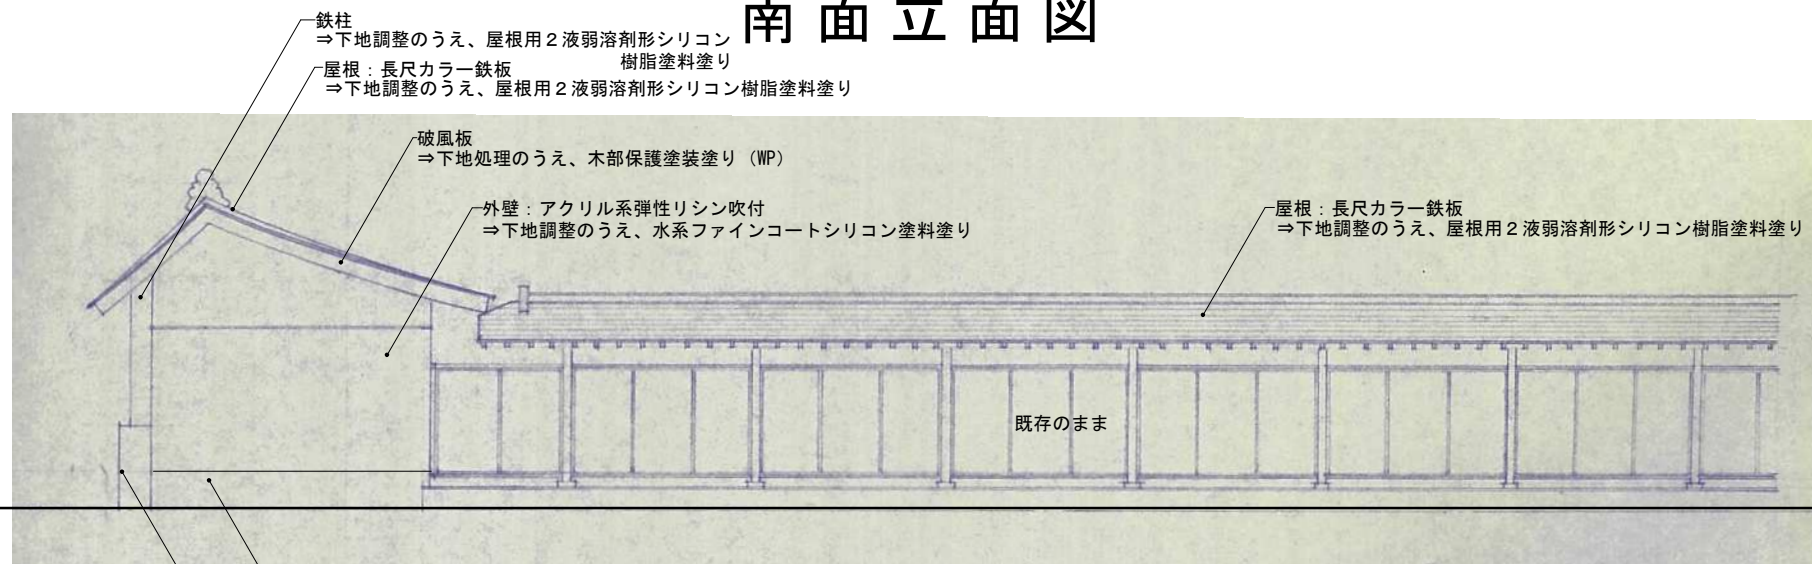 南面立面図
鉄柱
⇒下地調整のうえ、屋根用２液弱溶剤形シリコン
樹脂塗料塗り
屋根：長尺カラー鉄板
⇒下地調整のうえ、屋根用２液弱溶剤形シリコン樹脂塗料塗り
破風板
⇒下地処理のうえ、木部保護塗装塗り（WP）
外壁：アクリル系弾性リシン吹付
⇒下地調整のうえ、水系ファインコートシリコン塗料塗り
屋根：長尺カラー鉄板
⇒下地調整のうえ、屋根用２液弱溶剤形シリコン樹脂塗料塗り
既存のまま